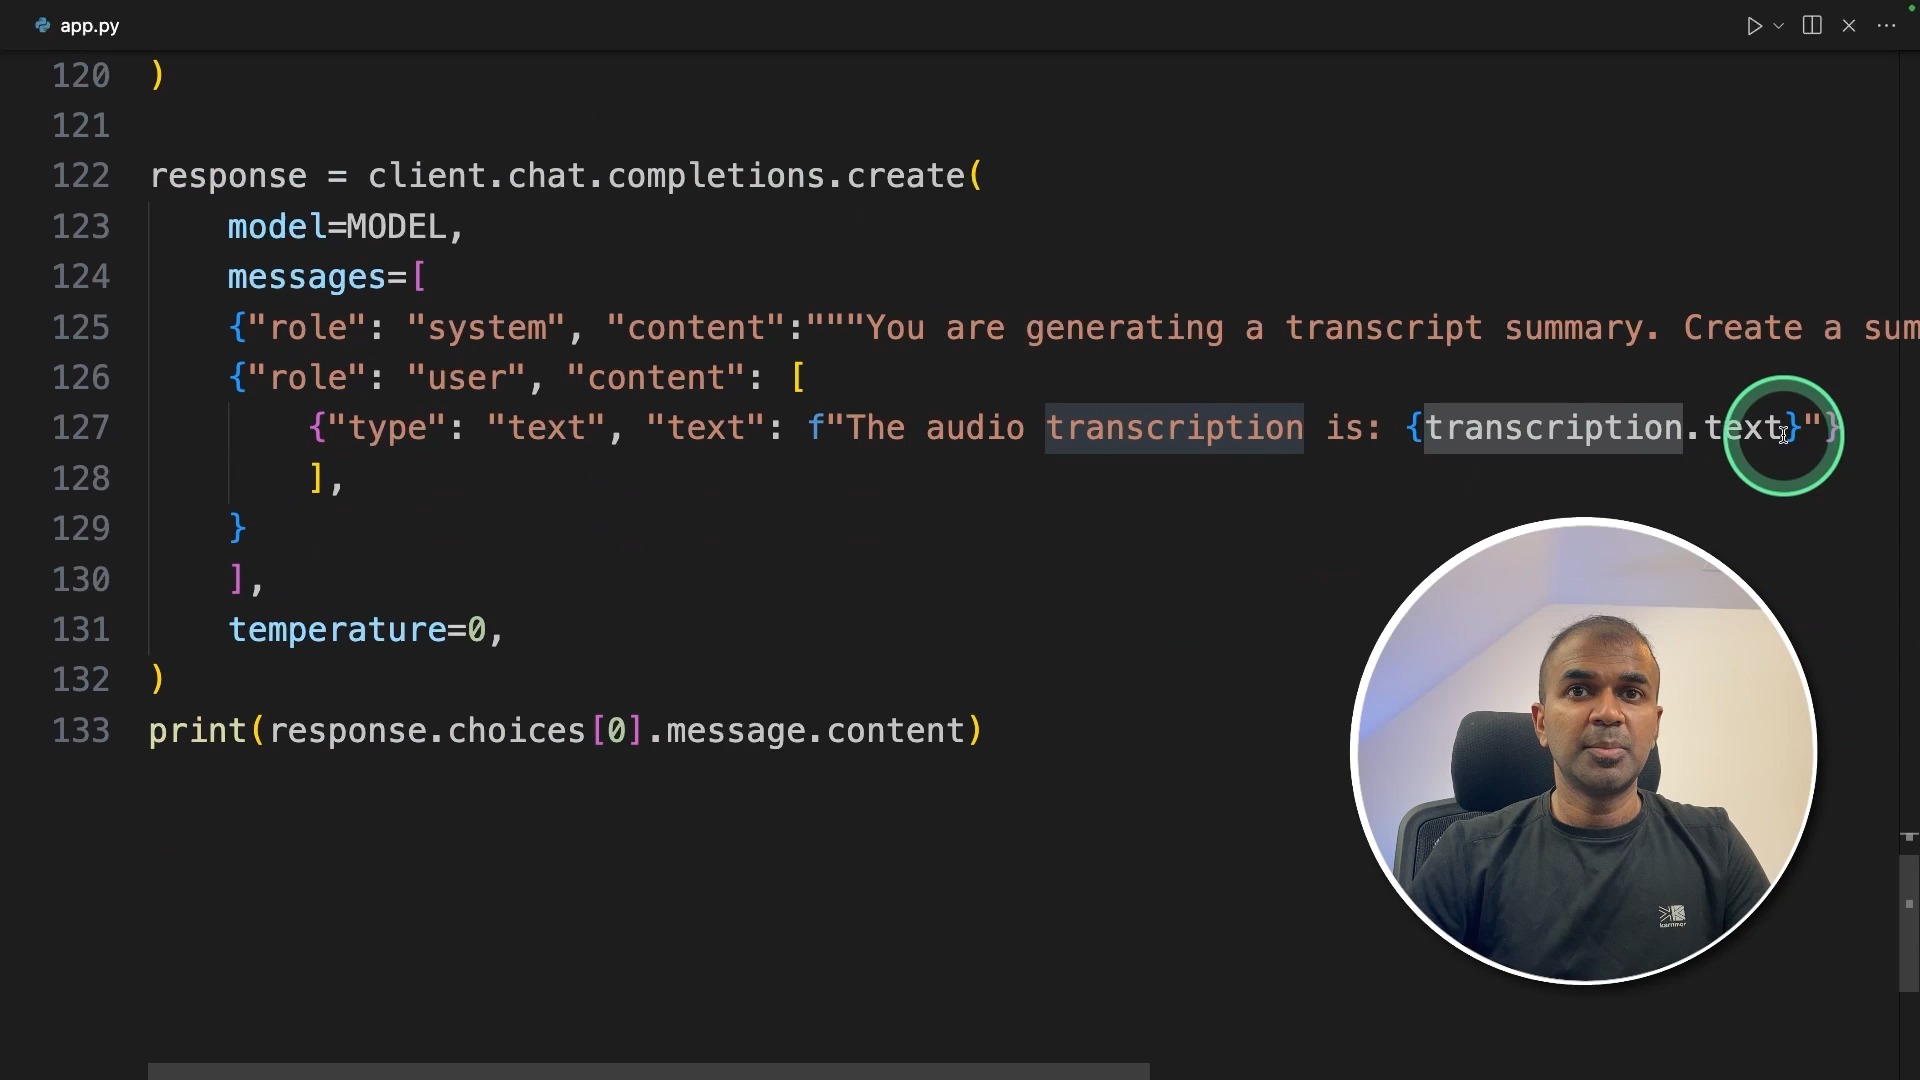 app.py
120 )
121
122 response = client.chat.completions.create(
123 model=MODEL,
124 messages=[
125 {"role": "system", "content":"""You are generating a transcript summary. Create a sum
126 {"role": "user", "content": [
127 {"type": "text", "text": f"The audio transcription is: {transcription.text}"}
128 ],
129 }
130 ],
131 temperature=0,
132 )
133 print(response.choices[0].message.content)
karrimor